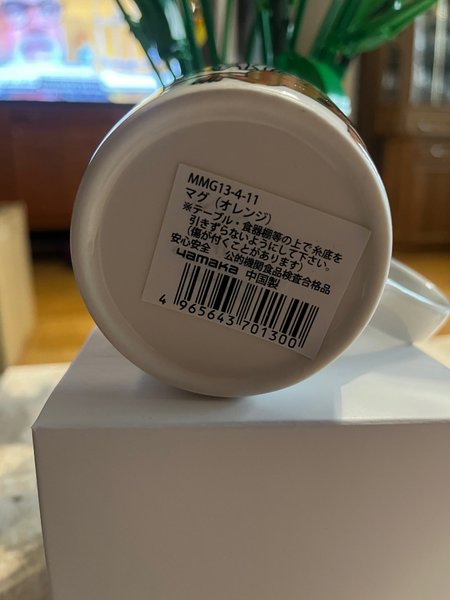 MMG13-4-11
マグ（オレンジ）
※テーブル・食器棚等の上で糸底を
引きずらないようにして下さい。
（傷が付くことがあります）
安心安全　公的機関食品検査合格品
yamaka 中国製
4 965643 701300